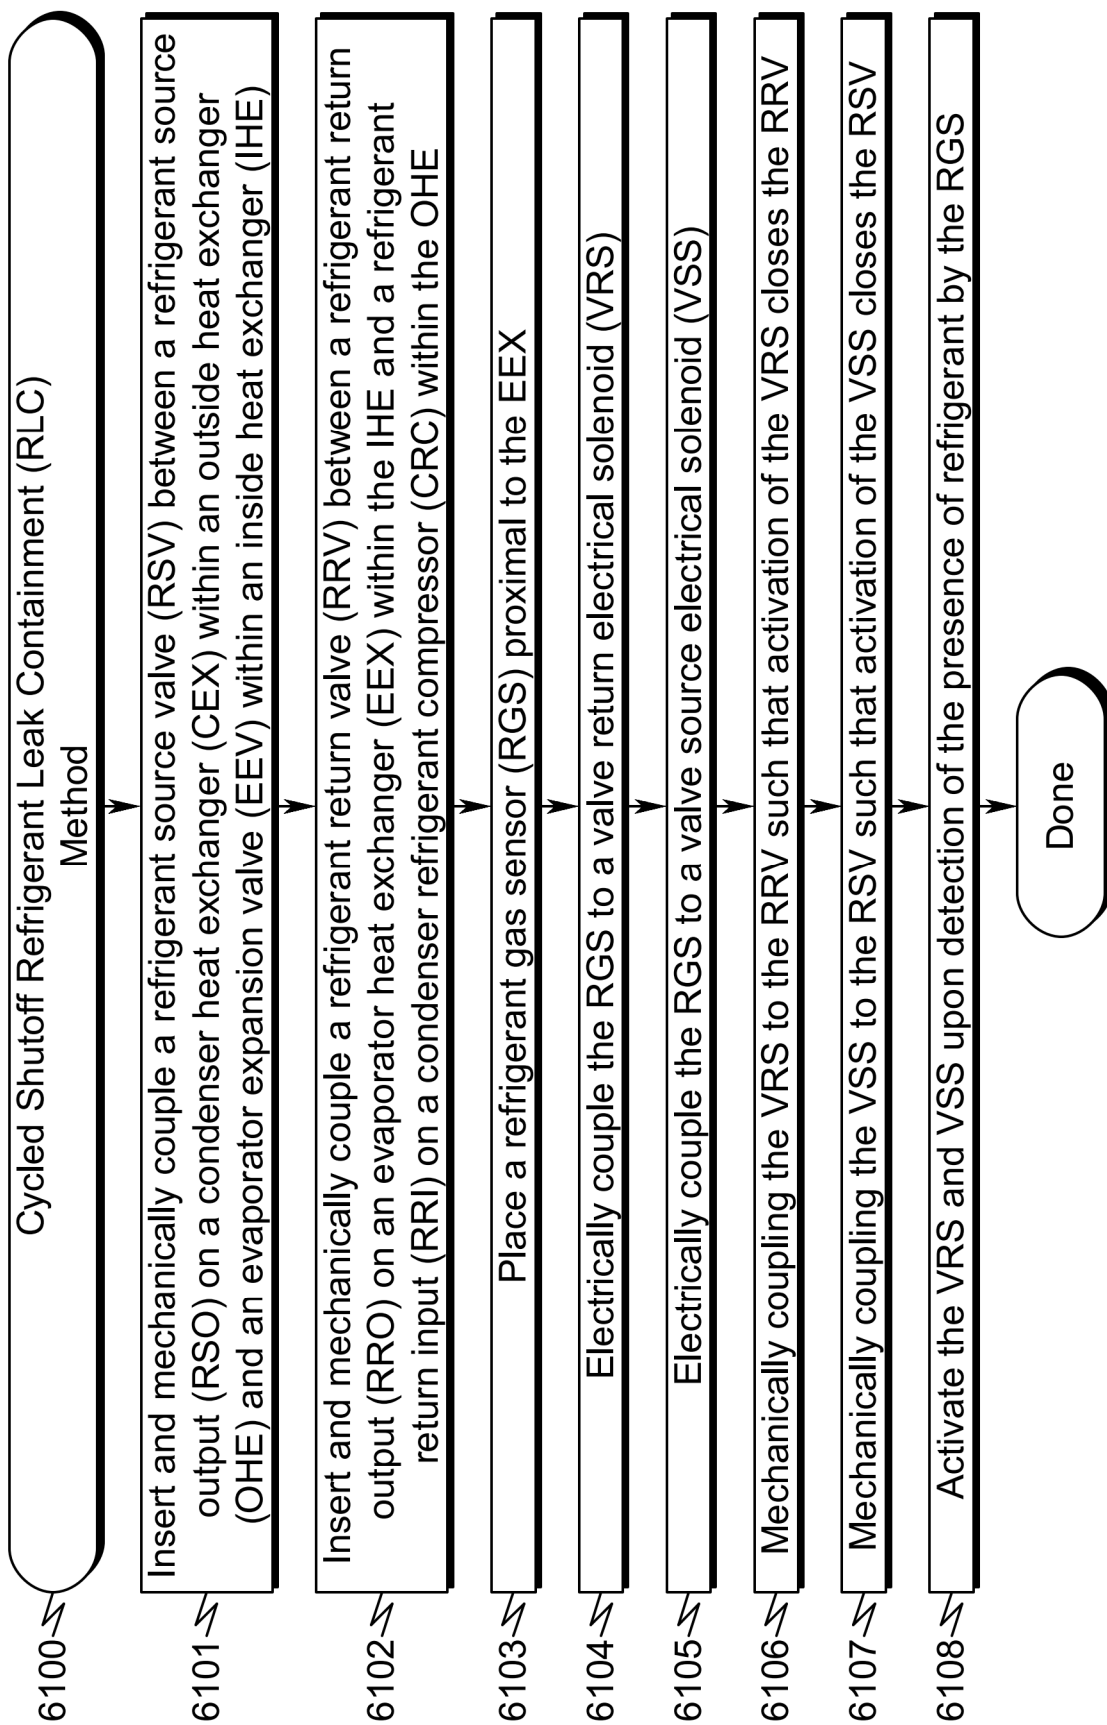 6100
Cycled Shutoff Refrigerant Leak Containment (RLC)
Method
6101
Insert and mechanically couple a refrigerant source valve (RSV) between a refrigerant source
output (RSO) on a condenser heat exchanger (CEX) within an outside heat exchanger
(OHE) and an evaporator expansion valve (EEV) within an inside heat exchanger (IHE)
6102
Insert and mechanically couple a refrigerant return valve (RRV) between a refrigerant return
output (RRO) on an evaporator heat exchanger (EEX) within the IHE and a refrigerant
return input (RRI) on a condenser refrigerant compressor (CRC) within the OHE
6103
Place a refrigerant gas sensor (RGS) proximal to the EEX
6104
Electrically couple the RGS to a valve return electrical solenoid (VRS)
6105
Electrically couple the RGS to a valve source electrical solenoid (VSS)
6106
Mechanically coupling the VRS to the RRV such that activation of the VRS closes the RRV
6107
Mechanically coupling the VSS to the RSV such that activation of the VSS closes the RSV
6108
Activate the VRS and VSS upon detection of the presence of refrigerant by the RGS
Done